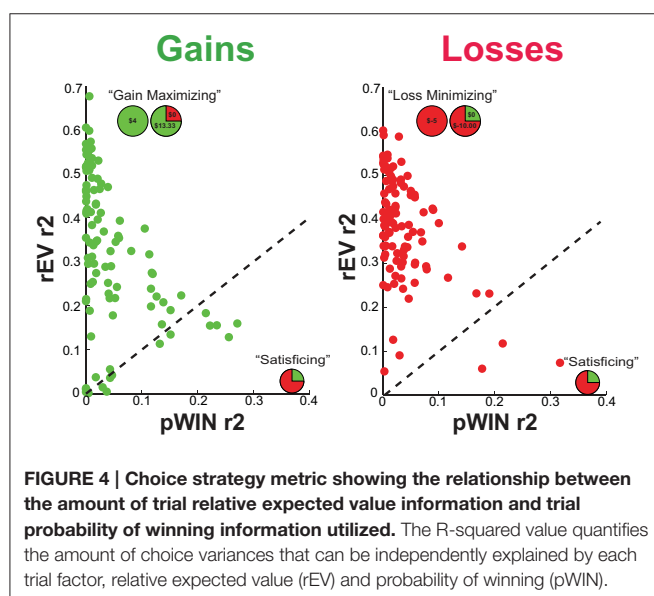 Gains
Losses
0.7
0.6
0.5
0.4
0.3
0.2
0.1
0
rEV r2
"Gain Maximizing"
$4
$0
$13.33
"Satisficing"
0
0.1
0.2
0.3
0.4
pWIN r2
0.7
0.6
0.5
0.4
0.3
0.2
0.1
0
rEV r2
"Loss Minimizing"
$-5
$0
$-10.00
"Satisficing"
0
0.1
0.2
0.3
0.4
pWIN r2
FIGURE 4 | Choice strategy metric showing the relationship between
the amount of trial relative expected value information and trial
probability of winning information utilized. The R-squared value quantifies
the amount of choice variances that can be independently explained by each
trial factor, relative expected value (rEV) and probability of winning (pWIN).